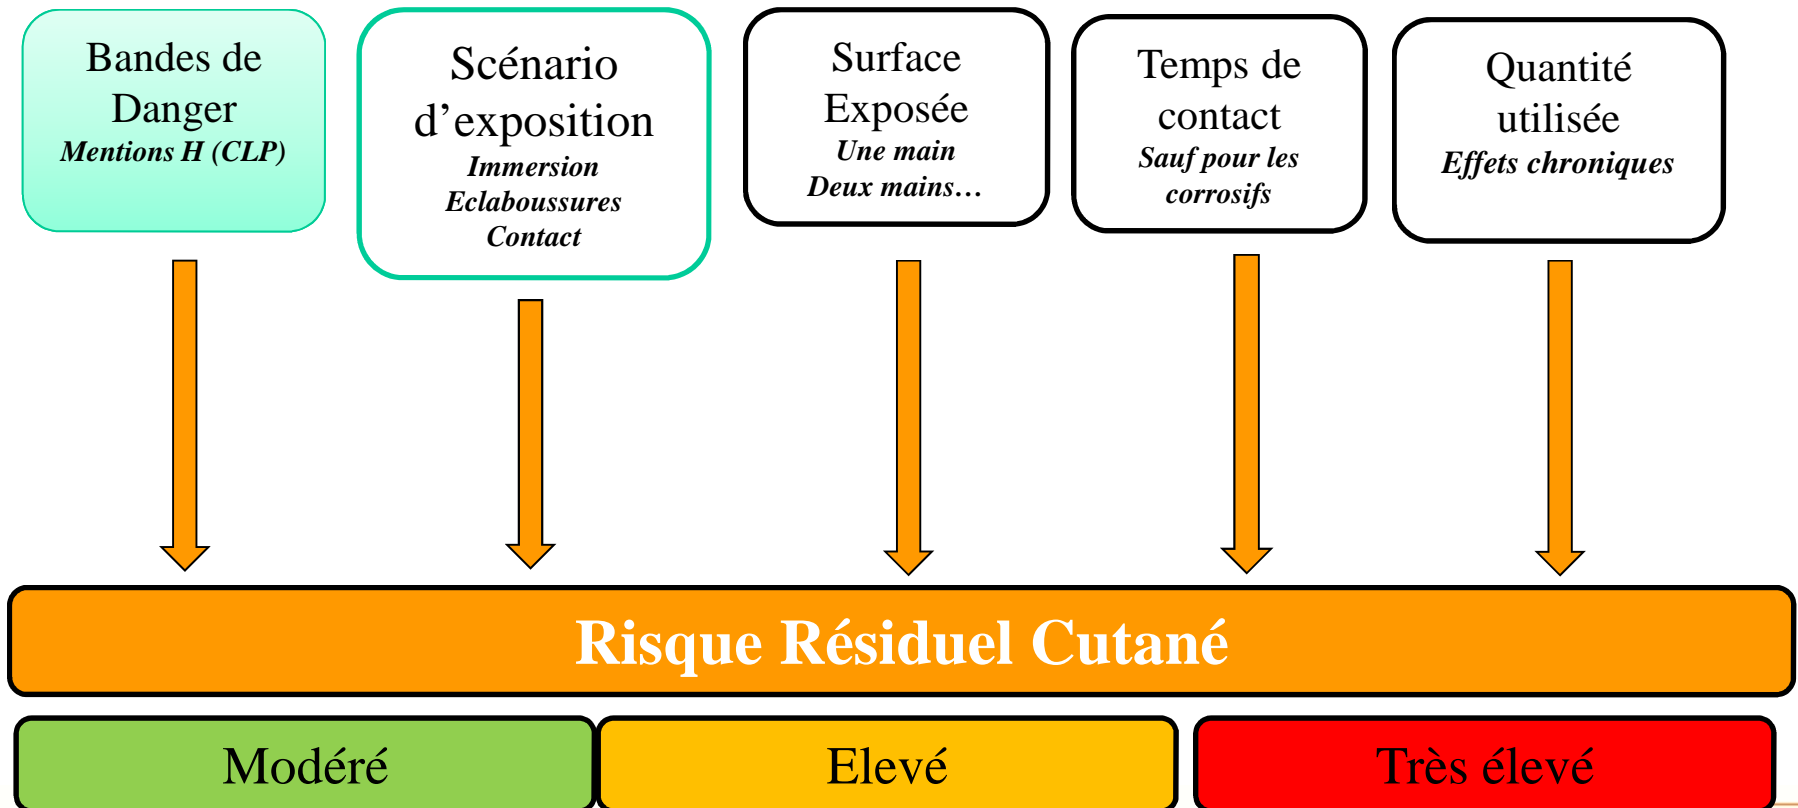 Bandes de
Danger
Mentions H (CLP)
Scénario
d’exposition
Immersion
Eclaboussures
Contact
Surface
Exposée
Une main
Deux mains…
Temps de
contact
Sauf pour les
corrosifs
Quantité
utilisée
Effets chroniques
Risque Résiduel Cutané
Modéré
Elevé
Très élevé